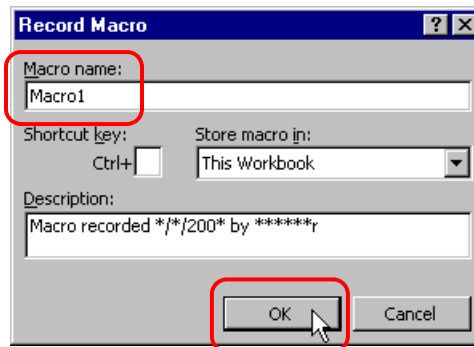 Record Macro
Macro name:
Macro1
Shortcut key: Store macro in:
Ctrl+ This Workbook
Description:
Macro recorded */*/200* by ******r
OK Cancel